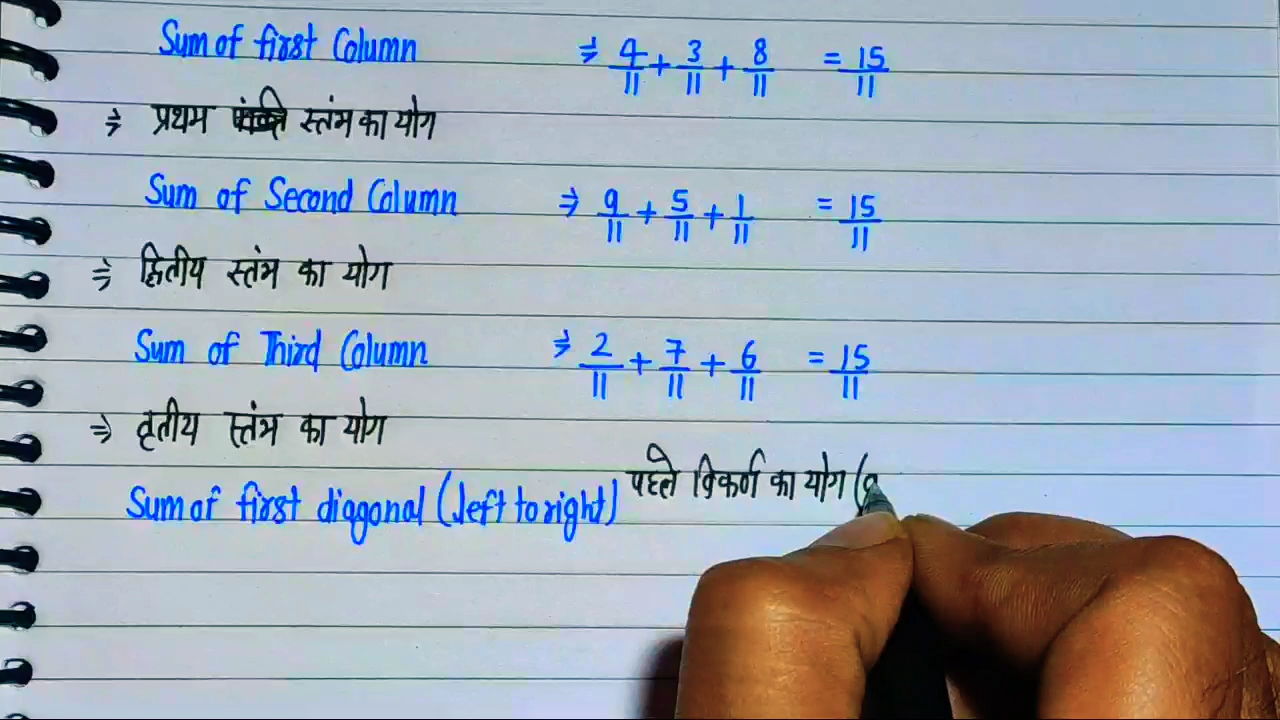 Sum of first Column ⇒ 4/11 + 3/11 + 8/11 = 15/11
⇒ प्रथम स्तंभ का योग
Sum of Second Column ⇒ 9/11 + 5/11 + 1/11 = 15/11
⇒ द्वितीय स्तंभ का योग
Sum of Third Column ⇒ 2/11 + 7/11 + 6/11 = 15/11
⇒ तृतीय स्तंभ का योग
Sum of first diagonal (left to right) पहले विकर्ण का योग (